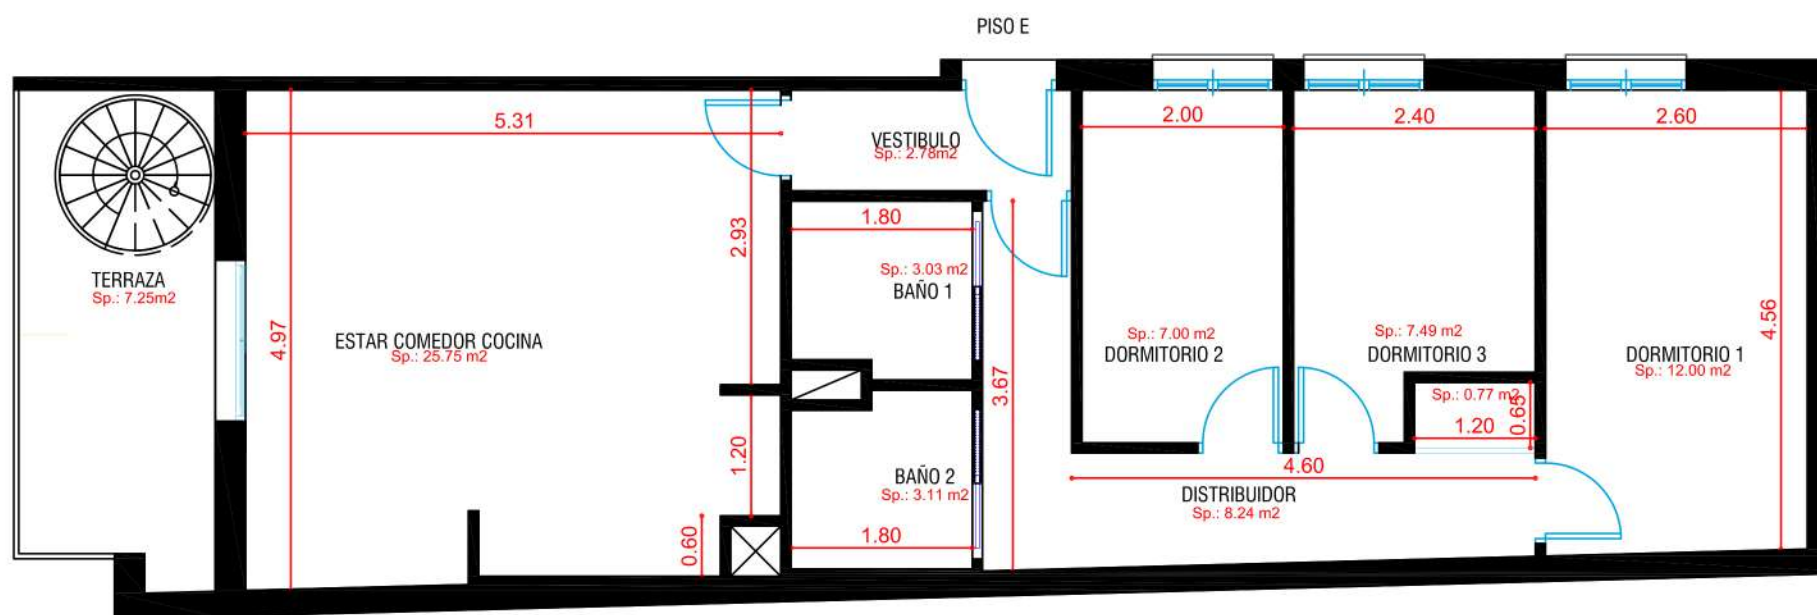 PISO E
5.31
2.00
2.40
2.60
VESTIBULO
Sp.: 2.78m2
1.80
2.93
TERRAZA
Sp.: 7.25m2
Sp.: 3.03 m2
BAÑO 1
4.97
ESTAR COMEDOR COCINA
Sp.: 25.75 m2
3.67
Sp.: 7.00 m2
DORMITORIO 2
Sp.: 7.49 m2
DORMITORIO 3
DORMITORIO 1
Sp.: 12.00 m2
4.56
Sp.: 0.77 m2
0.65
1.20
1.20
4.60
BAÑO 2
Sp.: 3.11 m2
DISTRIBUIDOR
Sp.: 8.24 m2
0.60
1.80